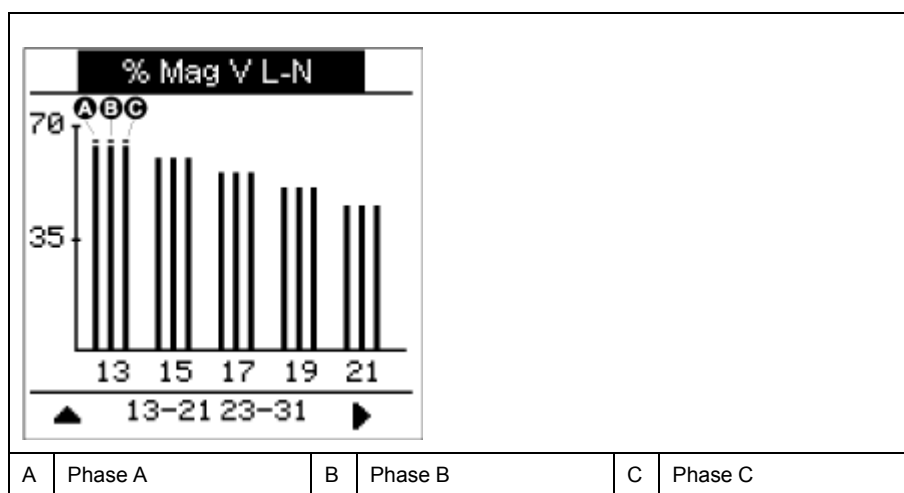 % Mag V L-N
A B C
70
35
13 15 17 19 21
13-21 23-31
A Phase A B Phase B C Phase C